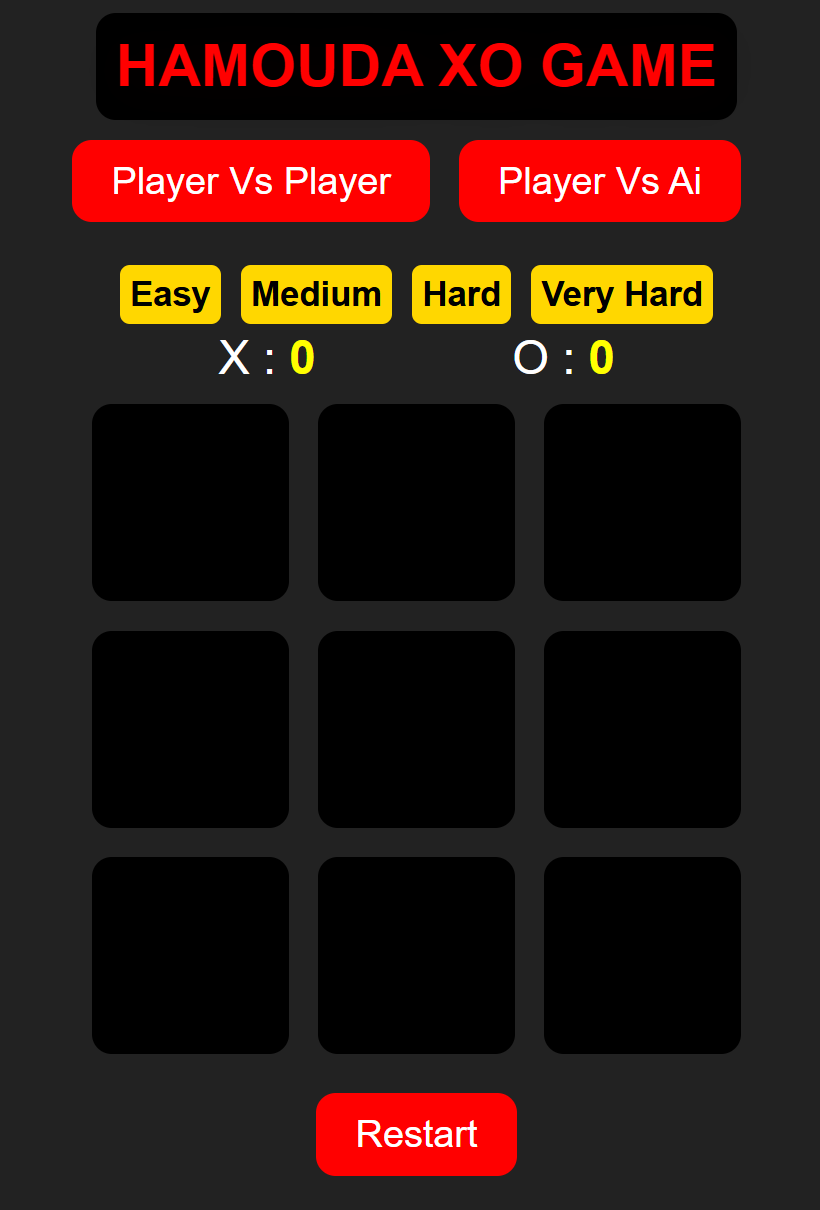 HAMOUDA XO GAME
Player Vs Player Player Vs Ai
Easy Medium Hard Very Hard
X : 0 O : 0
Restart